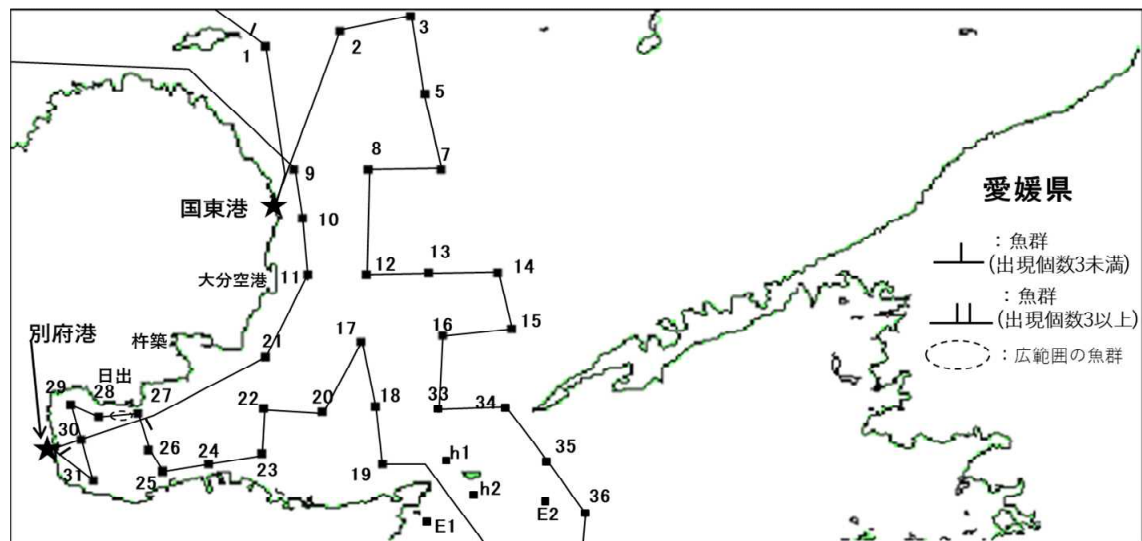 1
2
3
5
7
8
9
10
11
12
13
14
15
16
17
18
19
20
21
22
23
24
25
26
27
28
29
30
31
33
34
35
36
h1
h2
E1
E2
国東港
大分空港
杵築
別府港
日出
愛媛県
:魚群
(出現個数3未満)
:魚群
(出現個数3以上)
:広範囲の魚群